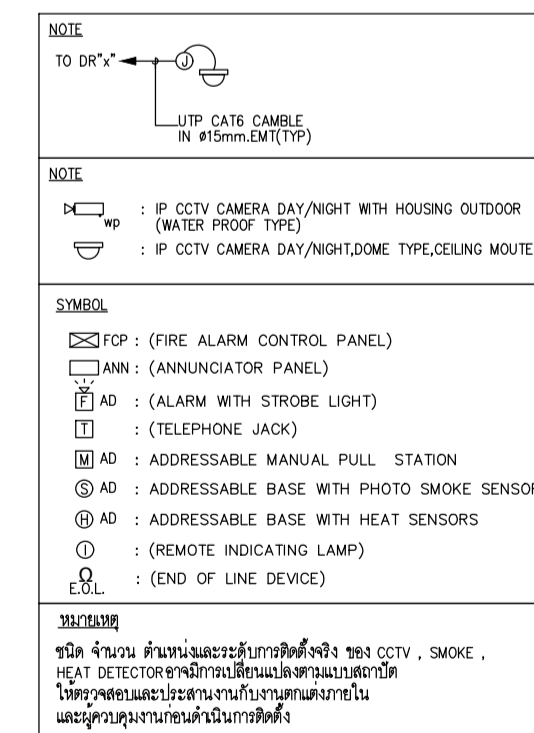 NOTE
TO DR"x"
J
UTP CAT6 CAMBLE
IN ø15mm.EMT(TYP)
NOTE
wp : IP CCTV CAMERA DAY/NIGHT WITH HOUSING OUTDOOR
(WATER PROOF TYPE)
: IP CCTV CAMERA DAY/NIGHT,DOME TYPE,CEILING MOUTE
SYMBOL
FCP : (FIRE ALARM CONTROL PANEL)
ANN : (ANNUNCIATOR PANEL)
F AD : (ALARM WITH STROBE LIGHT)
T : (TELEPHONE JACK)
M AD : ADDRESSABLE MANUAL PULL STATION
S AD : ADDRESSABLE BASE WITH PHOTO SMOKE SENSOR
H AD : ADDRESSABLE BASE WITH HEAT SENSORS
I : (REMOTE INDICATING LAMP)
Ω E.O.L. : (END OF LINE DEVICE)
หมายเหตุ
ชนิด จำนวน ตำแหน่งและระดับการติดตั้งจริง ของ CCTV , SMOKE ,
HEAT DETECTORอาจมีการเปลี่ยนแปลงตามแบบสถาปัต
ให้ตรวจสอบและประสานงานกับงานตกแต่งภายใน
และผู้ควบคุมงานก่อนดำเนินการติดตั้ง